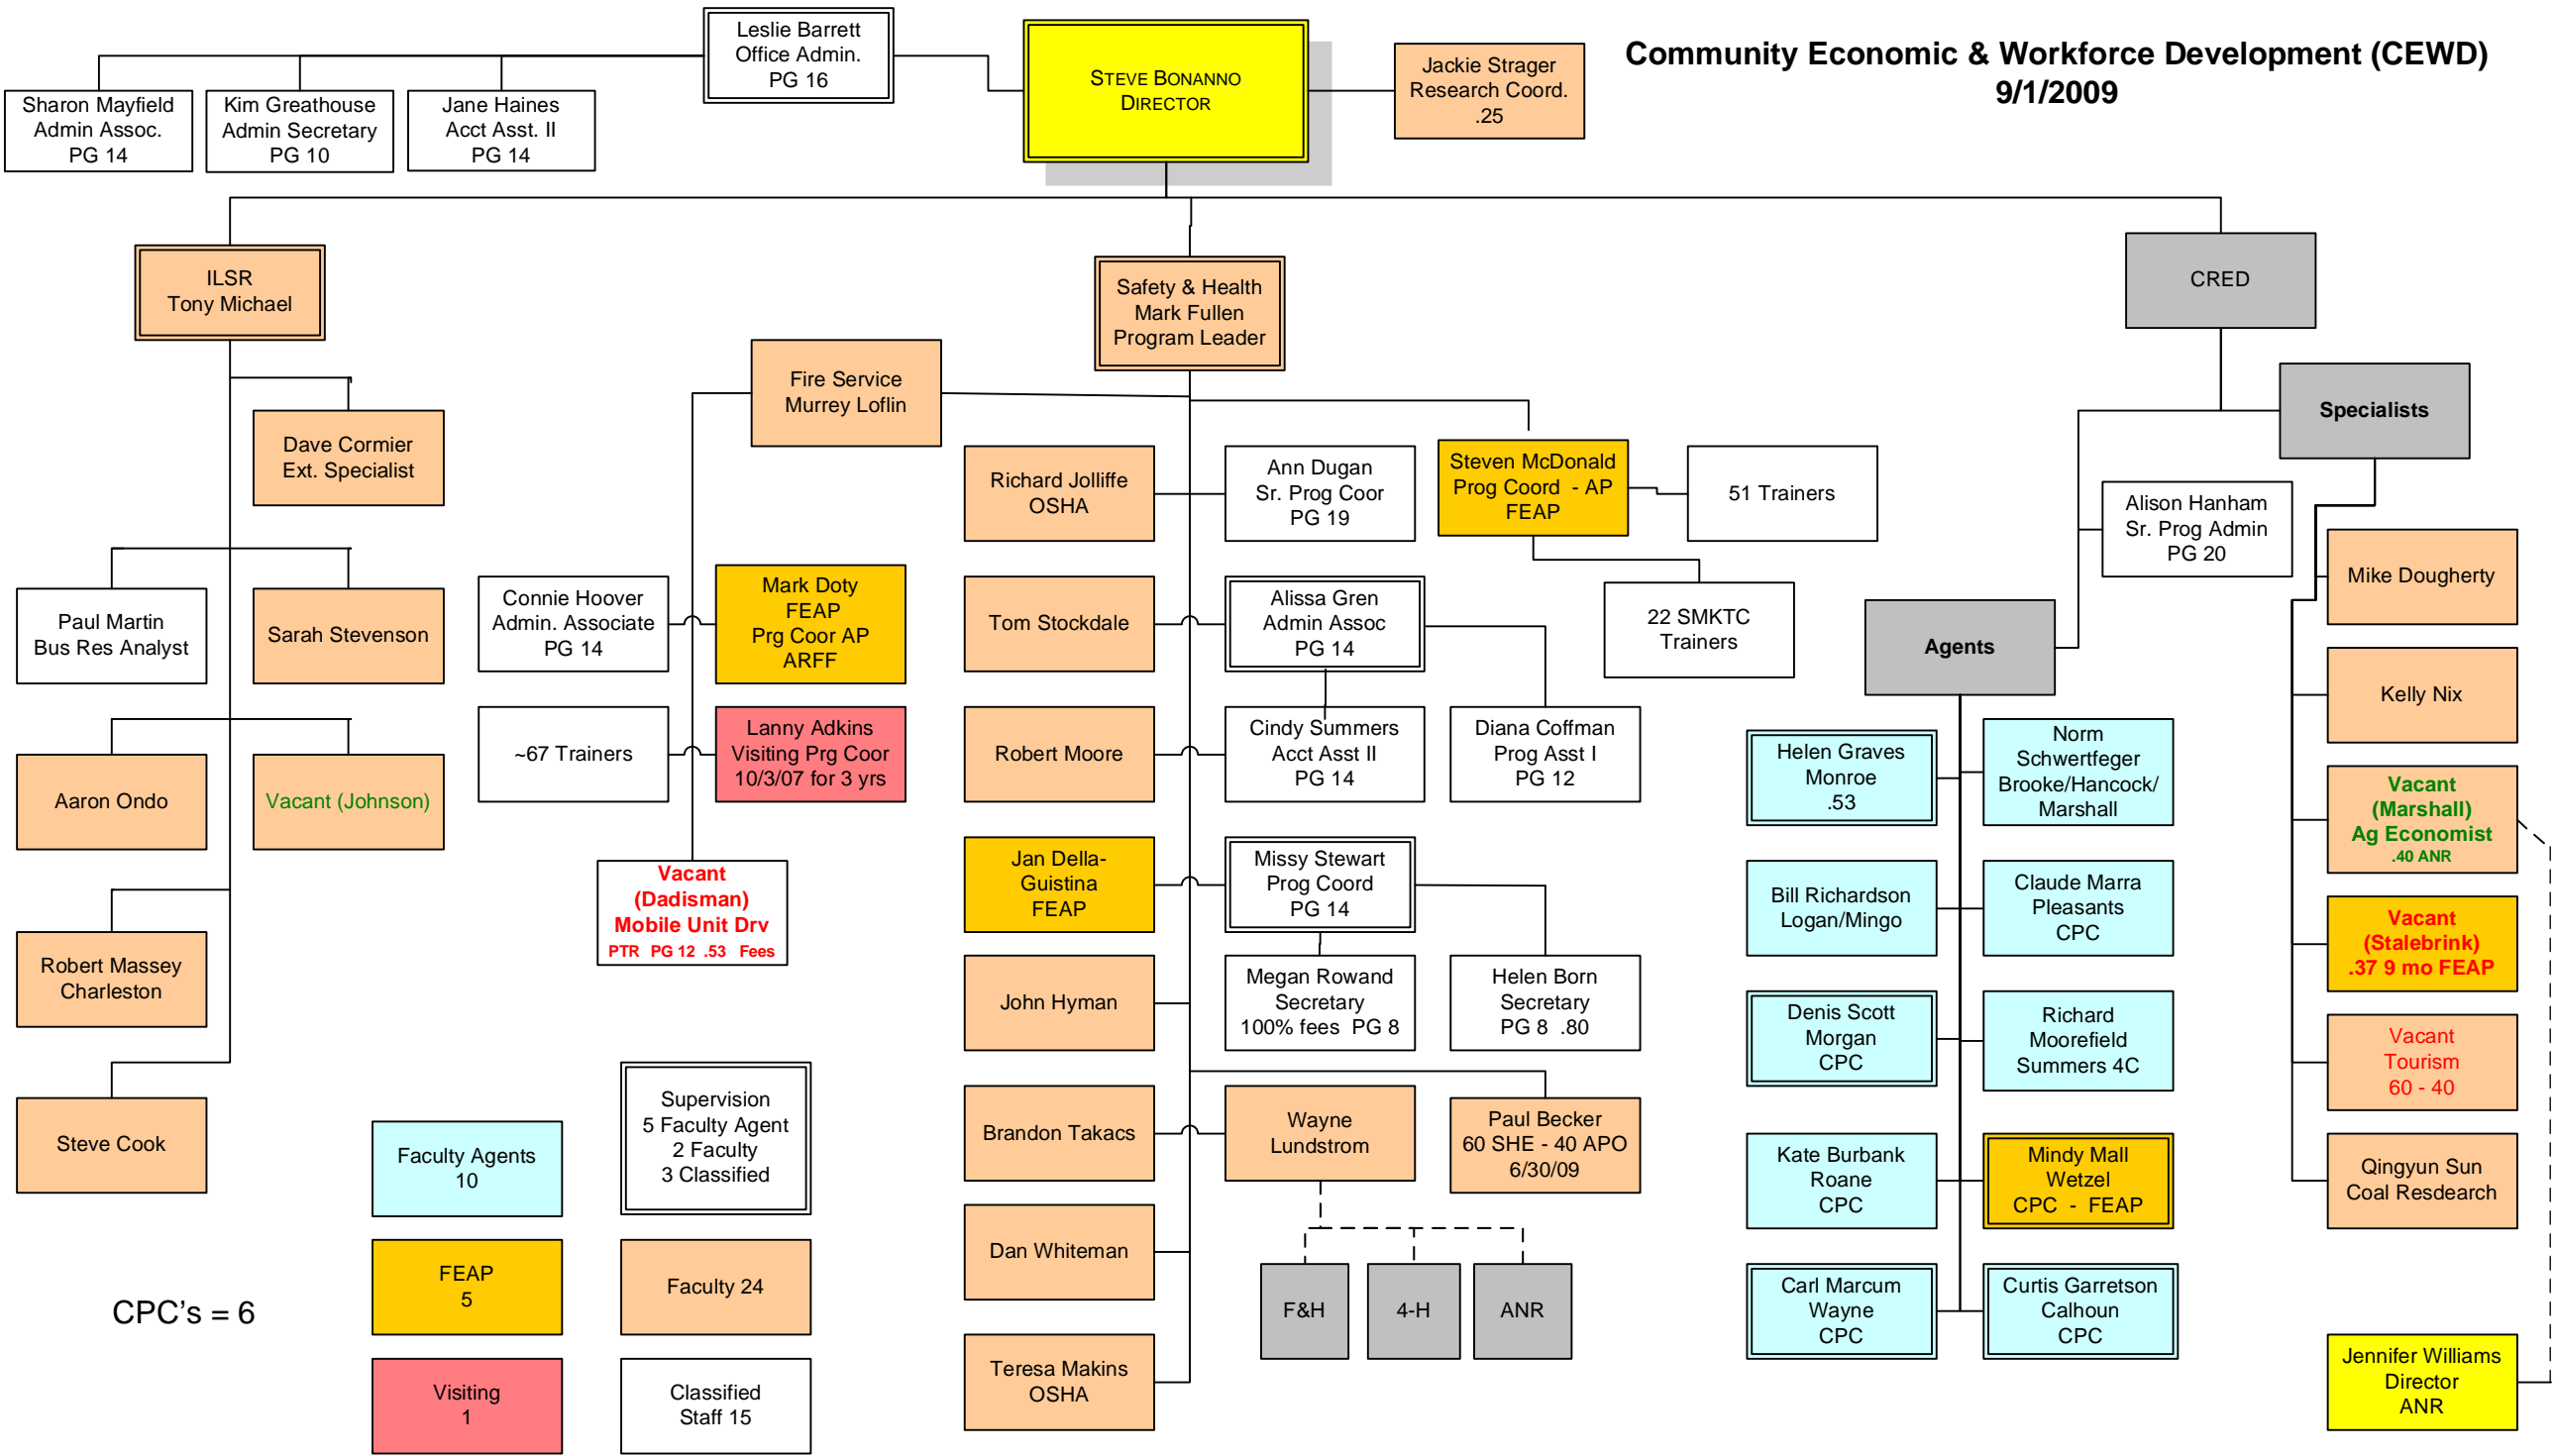 Community Economic & Workforce Development (CEWD)
9/1/2009
Leslie Barrett
Office Admin.
PG 16
STEVE BONANNO
DIRECTOR
Jackie Strager
Research Coord.
.25
Sharon Mayfield
Admin Assoc.
PG 14
Kim Greathouse
Admin Secretary
PG 10
Jane Haines
Acct Asst. II
PG 14
ILSR
Tony Michael
Safety & Health
Mark Fullen
Program Leader
CRED
Dave Cormier
Ext. Specialist
Paul Martin
Bus Res Analyst
Sarah Stevenson
Aaron Ondo
Vacant (Johnson)
Robert Massey
Charleston
Steve Cook
Fire Service
Murrey Loflin
Connie Hoover
Admin. Associate
PG 14
Mark Doty
FEAP
Prg Coor AP
ARFF
~67 Trainers
Lanny Adkins
Visiting Prg Coor
10/3/07 for 3 yrs
Vacant
(Dadisman)
Mobile Unit Drv
PTR PG 12 .53 Fees
Richard Jolliffe
OSHA
Ann Dugan
Sr. Prog Coor
PG 19
Steven McDonald
Prog Coord - AP
FEAP
51 Trainers
22 SMKTC
Trainers
Tom Stockdale
Alissa Gren
Admin Assoc
PG 14
Robert Moore
Cindy Summers
Acct Asst II
PG 14
Diana Coffman
Prog Asst I
PG 12
Jan Della-
Guistina
FEAP
Missy Stewart
Prog Coord
PG 14
John Hyman
Megan Rowand
Secretary
100% fees PG 8
Helen Born
Secretary
PG 8 .80
Brandon Takacs
Wayne
Lundstrom
Paul Becker
60 SHE - 40 APO
6/30/09
Dan Whiteman
F&H
4-H
ANR
Teresa Makins
OSHA
Specialists
Alison Hanham
Sr. Prog Admin
PG 20
Agents
Helen Graves
Monroe
.53
Norm
Schwertfeger
Brooke/Hancock/
Marshall
Bill Richardson
Logan/Mingo
Claude Marra
Pleasants
CPC
Denis Scott
Morgan
CPC
Richard
Moorefield
Summers 4C
Kate Burbank
Roane
CPC
Mindy Mall
Wetzel
CPC - FEAP
Carl Marcum
Wayne
CPC
Curtis Garretson
Calhoun
CPC
Mike Dougherty
Kelly Nix
Vacant
(Marshall)
Ag Economist
.40 ANR
Vacant
(Stalebrink)
.37 9 mo FEAP
Vacant
Tourism
60 - 40
Qingyun Sun
Coal Resdearch
Jennifer Williams
Director
ANR
CPC's = 6
Faculty Agents
10
Supervision
5 Faculty Agent
2 Faculty
3 Classified
FEAP
5
Faculty 24
Visiting
1
Classified
Staff 15